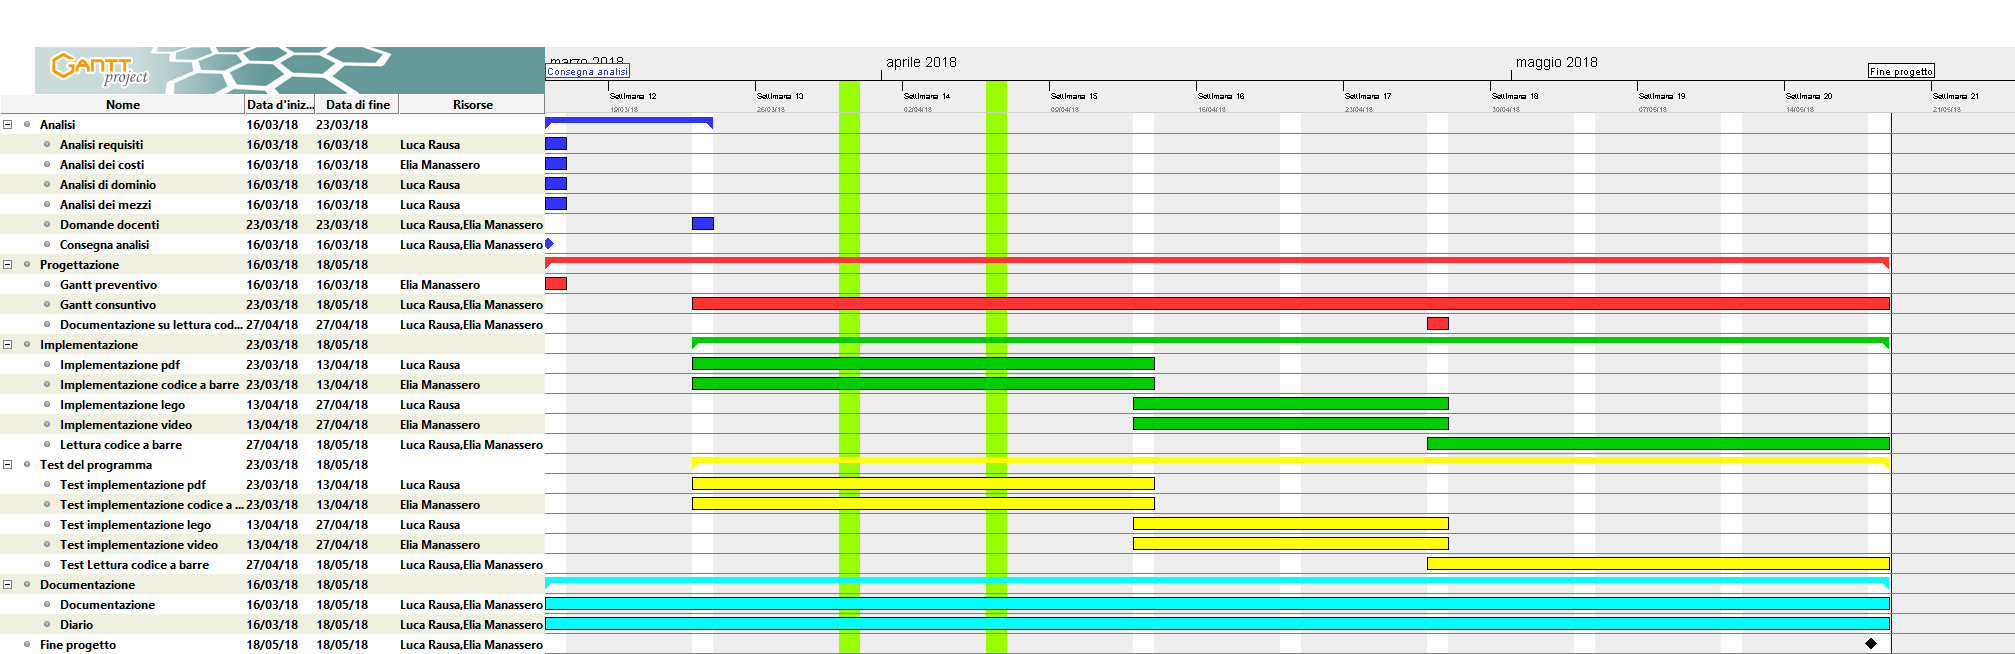 GANTT project
marzo 2018 aprile 2018 maggio 2018
Consegna analisi Fine progetto
Nome Data d'iniz... Data di fine Risorse
Settimana 12 Settimana 13 Settimana 14 Settimana 15 Settimana 16 Settimana 17 Settimana 18 Settimana 19 Settimana 20 Settimana 21
19/03/18 26/03/18 02/04/18 09/04/18 16/04/18 23/04/18 30/04/18 07/05/18 14/05/18 21/05/18
Analisi 16/03/18 23/03/18
Analisi requisiti 16/03/18 16/03/18 Luca Rausa
Analisi dei costi 16/03/18 16/03/18 Elia Manassero
Analisi di dominio 16/03/18 16/03/18 Luca Rausa
Analisi dei mezzi 16/03/18 16/03/18 Luca Rausa
Domande docenti 23/03/18 23/03/18 Luca Rausa,Elia Manassero
Consegna analisi 16/03/18 16/03/18 Luca Rausa,Elia Manassero
Progettazione 16/03/18 18/05/18
Gantt preventivo 16/03/18 16/03/18 Elia Manassero
Gantt consuntivo 23/03/18 18/05/18 Luca Rausa,Elia Manassero
Documentazione su lettura cod... 27/04/18 27/04/18 Luca Rausa,Elia Manassero
Implementazione 23/03/18 18/05/18
Implementazione pdf 23/03/18 13/04/18 Luca Rausa
Implementazione codice a barre 23/03/18 13/04/18 Elia Manassero
Implementazione lego 13/04/18 27/04/18 Luca Rausa
Implementazione video 13/04/18 27/04/18 Elia Manassero
Lettura codice a barre 27/04/18 18/05/18 Luca Rausa,Elia Manassero
Test del programma 23/03/18 18/05/18
Test implementazione pdf 23/03/18 13/04/18 Luca Rausa
Test implementazione codice a ... 23/03/18 13/04/18 Elia Manassero
Test implementazione lego 13/04/18 27/04/18 Luca Rausa
Test implementazione video 13/04/18 27/04/18 Elia Manassero
Test Lettura codice a barre 27/04/18 18/05/18 Luca Rausa,Elia Manassero
Documentazione 16/03/18 18/05/18
Documentazione 16/03/18 18/05/18 Luca Rausa,Elia Manassero
Diario 16/03/18 18/05/18 Luca Rausa,Elia Manassero
Fine progetto 18/05/18 18/05/18 Luca Rausa,Elia Manassero